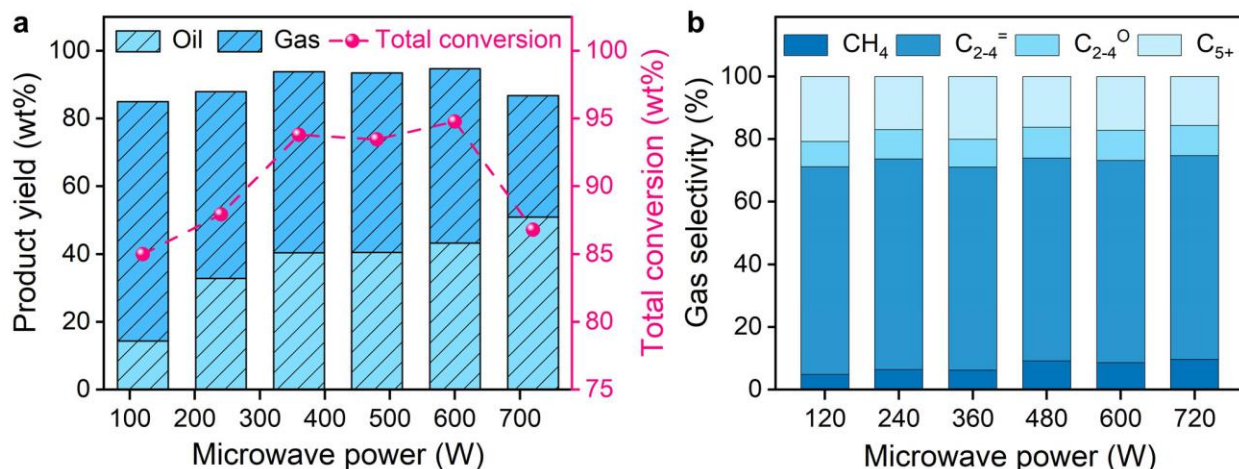 a
Oil Gas Total conversion
Product yield (wt%)
100
80
60
40
20
0
100 200 300 400 500 600 700
Microwave power (W)
100
95
90
85
80
75
Total conversion (wt%)
b
CH₄ C₂₋₄⁼ C₂₋₄ᴼ C₅₊
Gas selectivity (%)
100
80
60
40
20
0
120 240 360 480 600 720
Microwave power (W)